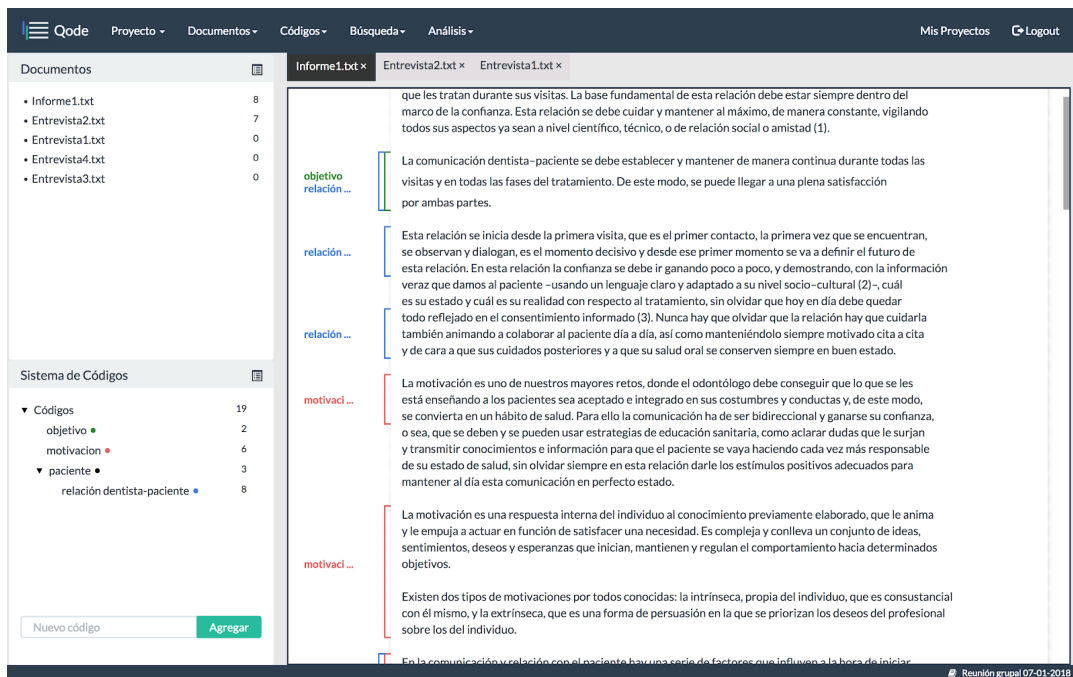 Qode Proyecto Documentos Códigos Búsqueda Análisis Mis Proyectos Logout
Documentos
• Informe1.txt 8
• Entrevista2.txt 7
• Entrevista1.txt 0
• Entrevista4.txt 0
• Entrevista3.txt 0
Sistema de Códigos
Códigos 19
objetivo 2
motivacion 6
paciente 3
relación dentista-paciente 8
Nuevo código Agregar
Informe1.txt × Entrevista2.txt × Entrevista1.txt ×
que les tratan durante sus visitas. La base fundamental de esta relación debe estar siempre dentro del
marco de la confianza. Esta relación se debe cuidar y mantener al máximo, de manera constante, vigilando
todos sus aspectos ya sean a nivel científico, técnico, o de relación social o amistad (1).
objetivo
relación ...
La comunicación dentista–paciente se debe establecer y mantener de manera continua durante todas las
visitas y en todas las fases del tratamiento. De este modo, se puede llegar a una plena satisfacción
por ambas partes.
relación ...
Esta relación se inicia desde la primera visita, que es el primer contacto, la primera vez que se encuentran,
se observan y dialogan, es el momento decisivo y desde ese primer momento se va a definir el futuro de
esta relación. En esta relación la confianza se debe ir ganando poco a poco, y demostrando, con la información
veraz que damos al paciente –usando un lenguaje claro y adaptado a su nivel socio–cultural (2)–, cuál
es su estado y cuál es su realidad con respecto al tratamiento, sin olvidar que hoy en día debe quedar
todo reflejado en el consentimiento informado (3). Nunca hay que olvidar que la relación hay que cuidarla
relación ...
también animando a colaborar al paciente día a día, así como manteniéndolo siempre motivado cita a cita
y de cara a que sus cuidados posteriores y a que su salud oral se conserven siempre en buen estado.
motivaci ...
La motivación es uno de nuestros mayores retos, donde el odontólogo debe conseguir que lo que se les
está enseñando a los pacientes sea aceptado e integrado en sus costumbres y conductas y, de este modo,
se convierta en un hábito de salud. Para ello la comunicación ha de ser bidireccional y ganarse su confianza,
o sea, que se deben y se pueden usar estrategias de educación sanitaria, como aclarar dudas que le surjan
y transmitir conocimientos e información para que el paciente se vaya haciendo cada vez más responsable
de su estado de salud, sin olvidar siempre en esta relación darle los estímulos positivos adecuados para
mantener al día esta comunicación en perfecto estado.
La motivación es una respuesta interna del individuo al conocimiento previamente elaborado, que le anima
y le empuja a actuar en función de satisfacer una necesidad. Es compleja y conlleva un conjunto de ideas,
sentimientos, deseos y esperanzas que inician, mantienen y regulan el comportamiento hacia determinados
objetivos.
motivaci ...
Existen dos tipos de motivaciones por todos conocidas: la intrínseca, propia del individuo, que es consustancial
con él mismo, y la extrínseca, que es una forma de persuasión en la que se priorizan los deseos del profesional
sobre los del individuo.
En la comunicación y relación con el paciente hay una serie de factores que influyen a la hora de iniciar
Reunión grupal 07-01-2018